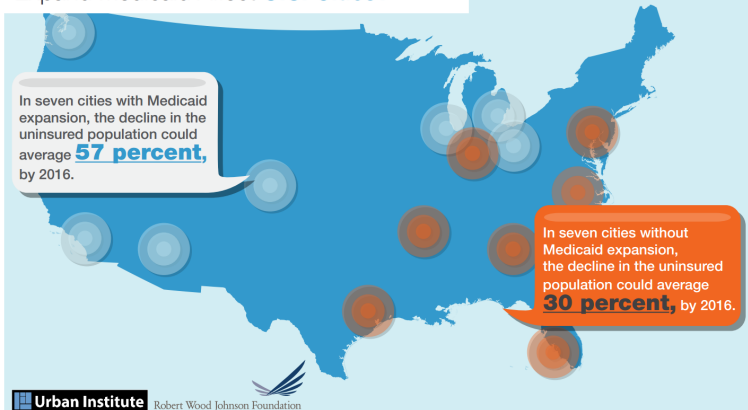 In seven cities with Medicaid
expansion, the decline in the
uninsured population could
average 57 percent,
by 2016.
In seven cities without
Medicaid expansion,
the decline in the uninsured
population could average
30 percent, by 2016.
Urban Institute
Robert Wood Johnson Foundation